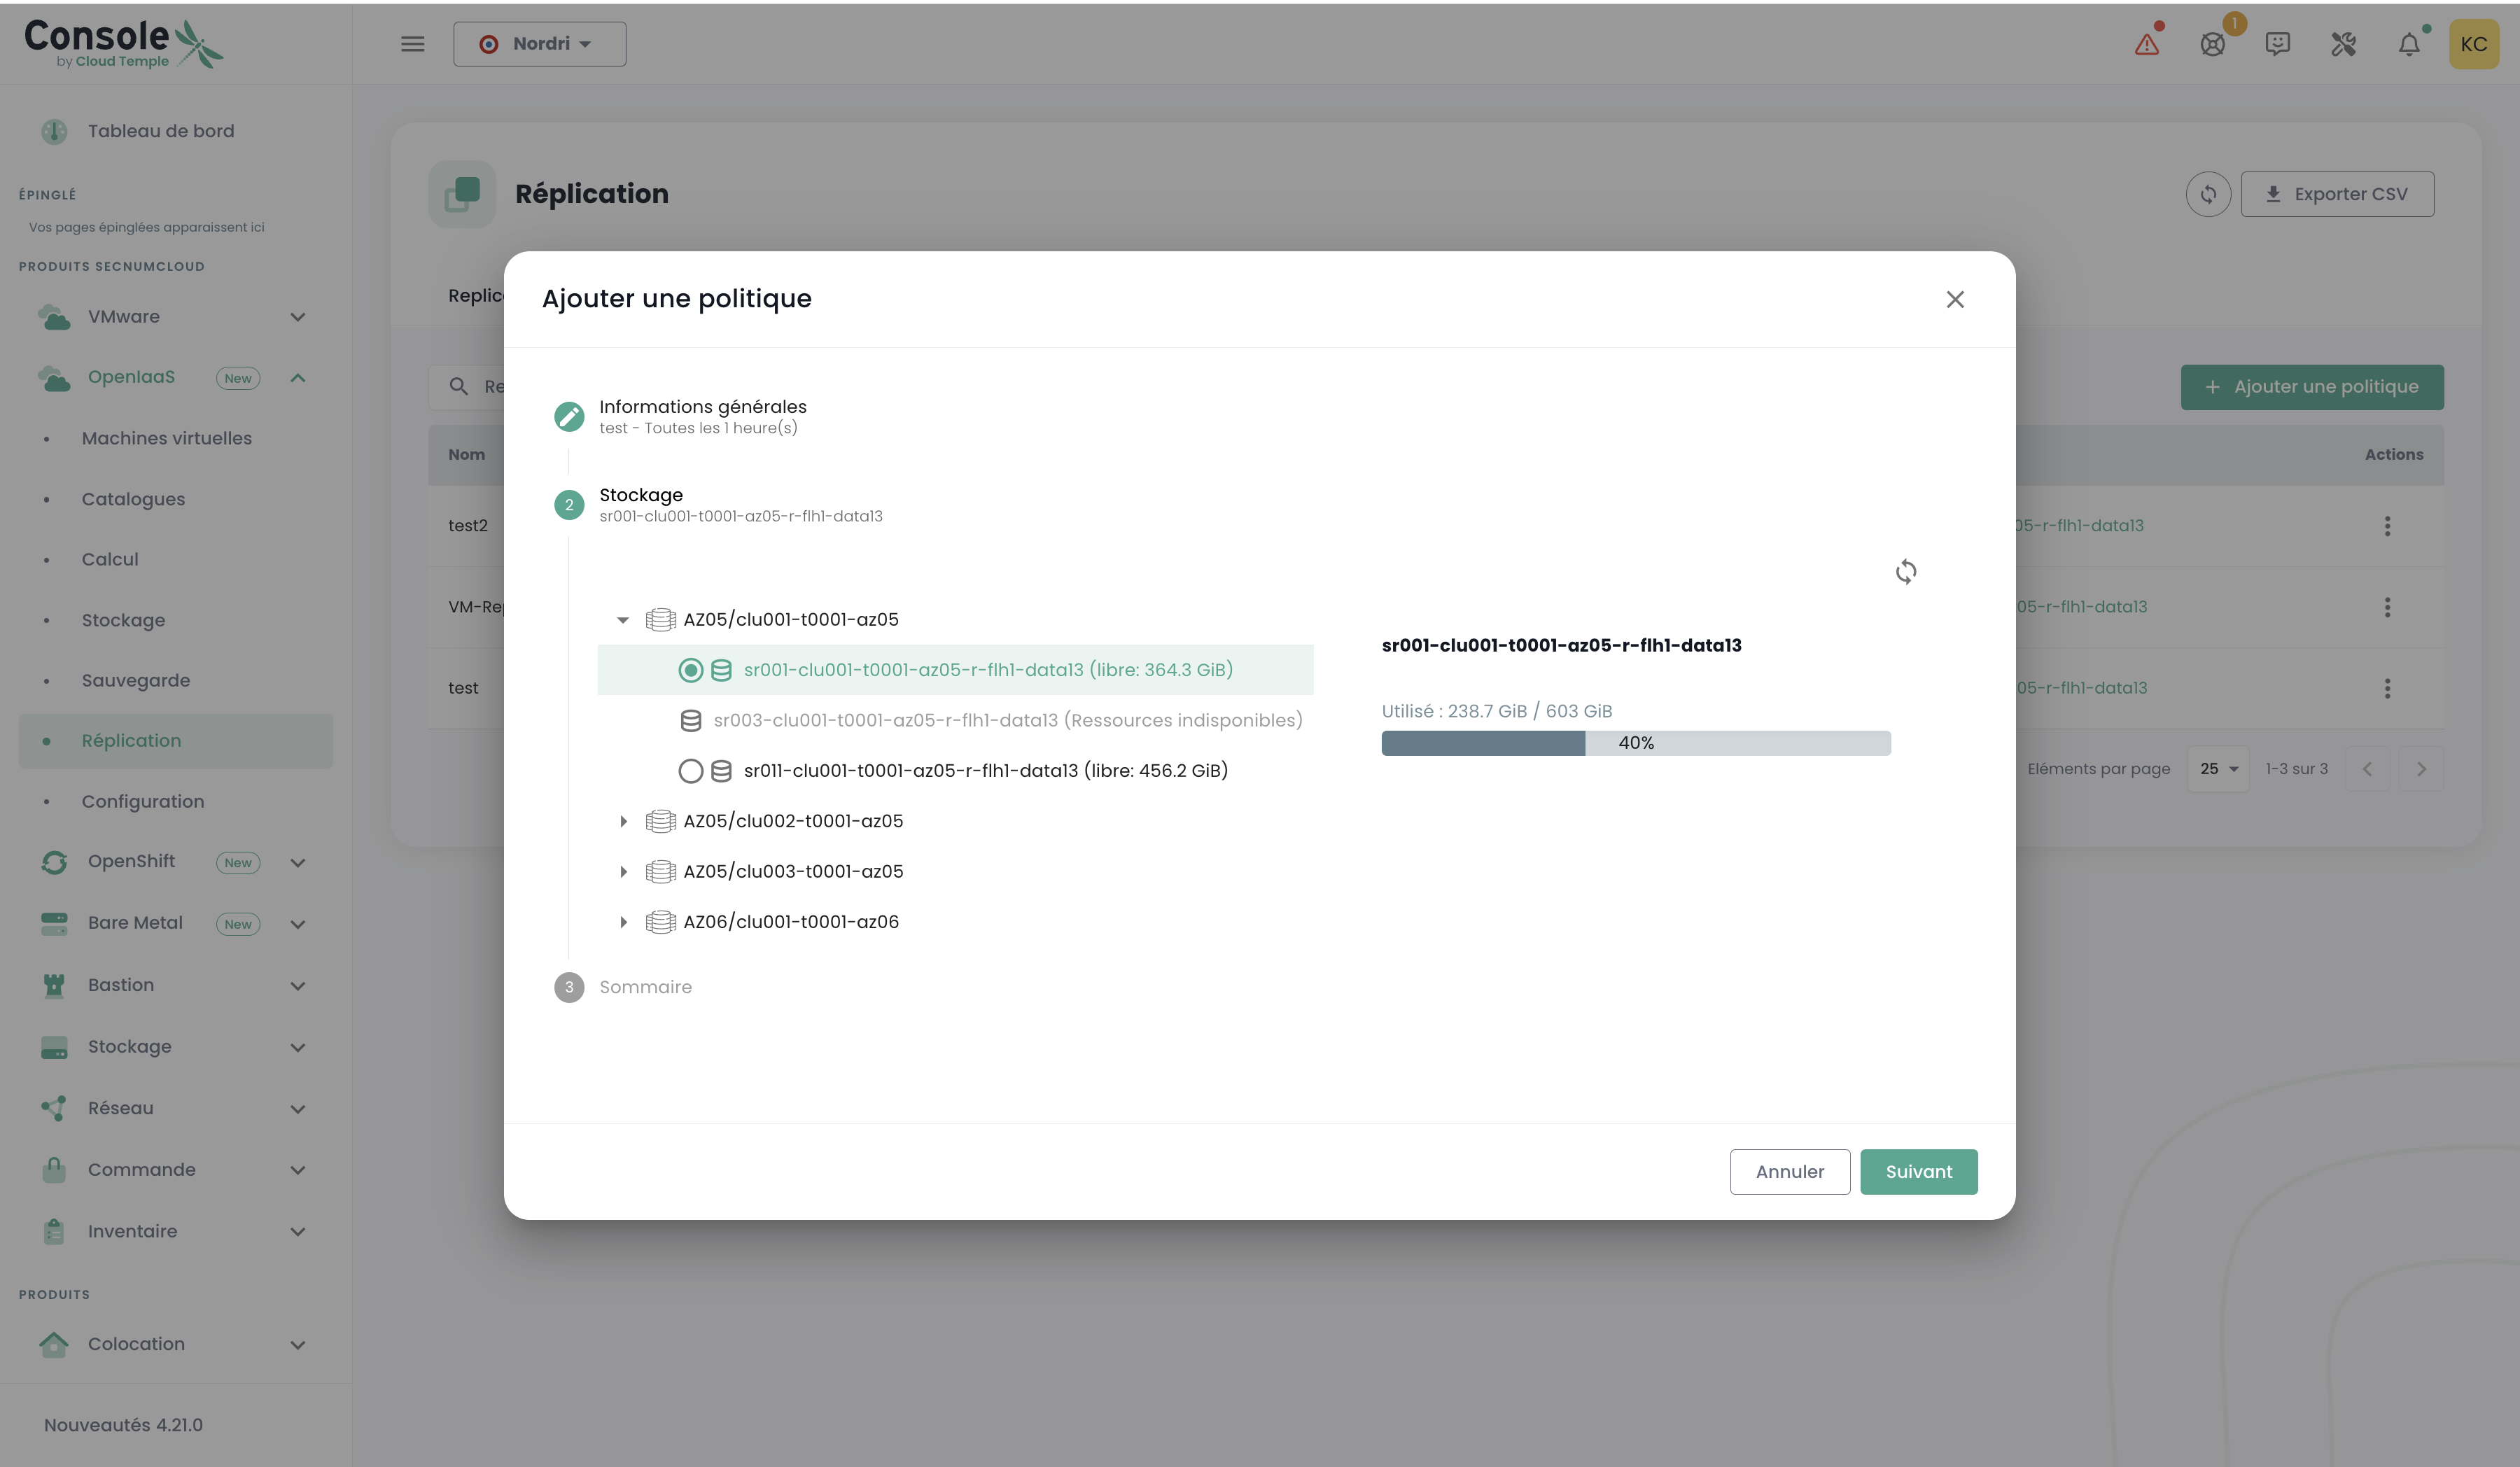 Console
by Cloud Temple
Nordri
1
KC
Tableau de bord
ÉPINGLÉ
Vos pages épinglées apparaissent ici
PRODUITS SECNUMCLOUD
VMware
OpenIaaS New
Machines virtuelles
Catalogues
Calcul
Stockage
Sauvegarde
Réplication
Configuration
OpenShift New
Bare Metal New
Bastion
Stockage
Réseau
Commande
Inventaire
PRODUITS
Colocation
Nouveautés 4.21.0
Réplication
Exporter CSV
Replic
Re
Ajouter une politique
Nom
Actions
test2
05-r-flh1-data13
VM-Re
05-r-flh1-data13
test
05-r-flh1-data13
Eléments par page 25 1-3 sur 3
Ajouter une politique
Informations générales
test - Toutes les 1 heure(s)
2 Stockage
sr001-clu001-t0001-az05-r-flh1-data13
AZ05/clu001-t0001-az05
sr001-clu001-t0001-az05-r-flh1-data13 (libre: 364.3 GiB)
sr003-clu001-t0001-az05-r-flh1-data13 (Ressources indisponibles)
sr011-clu001-t0001-az05-r-flh1-data13 (libre: 456.2 GiB)
AZ05/clu002-t0001-az05
AZ05/clu003-t0001-az05
AZ06/clu001-t0001-az06
sr001-clu001-t0001-az05-r-flh1-data13
Utilisé : 238.7 GiB / 603 GiB
40%
3 Sommaire
Annuler
Suivant